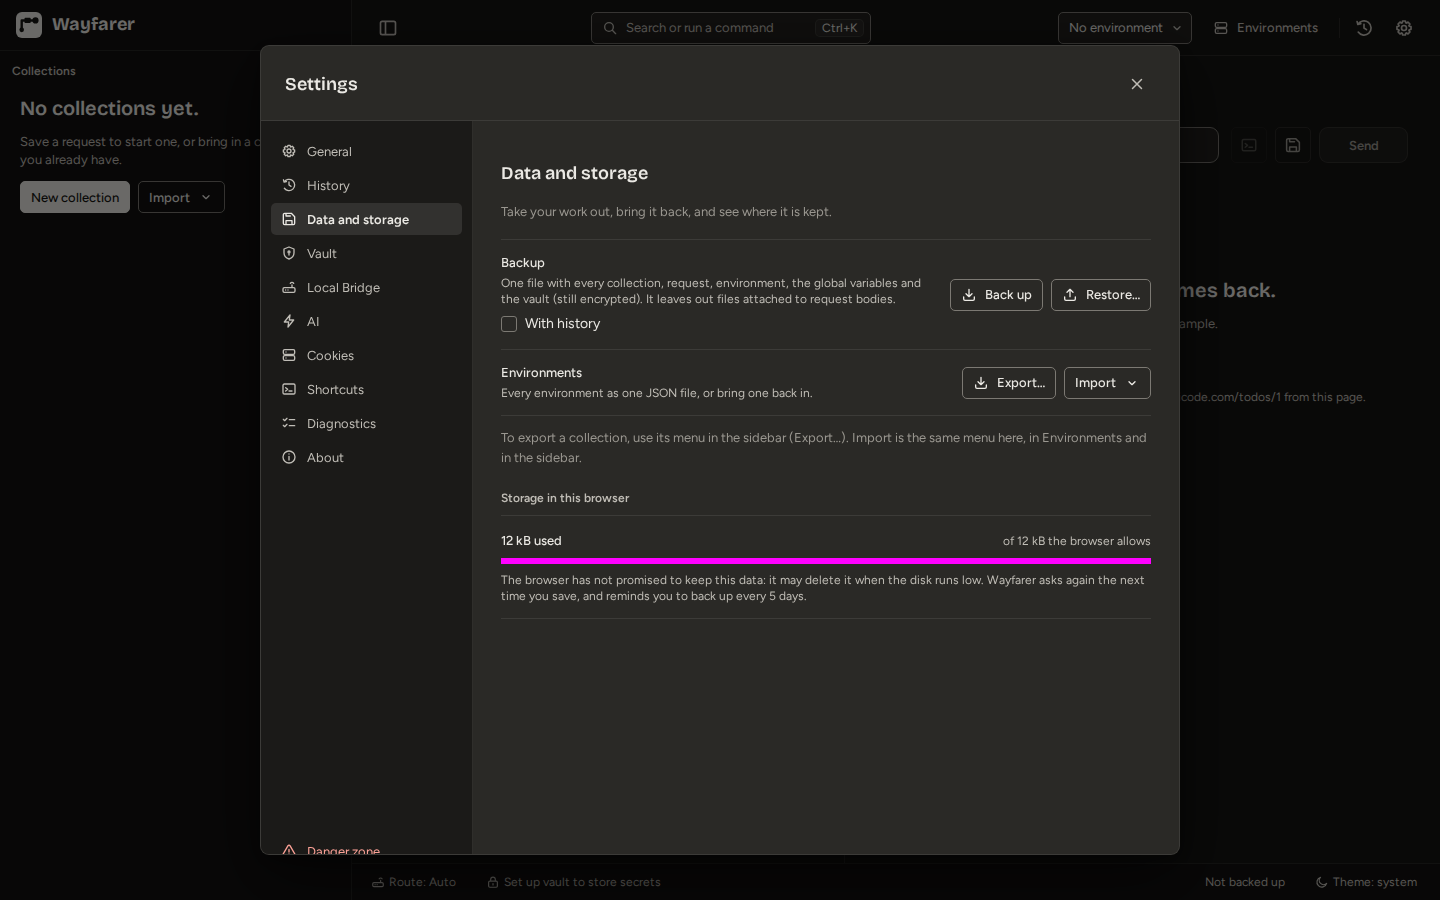 Wayfarer
Search or run a command
Ctrl+K
No environment
Environments
Collections
No collections yet.
Save a request to start one, or bring in a c
you already have.
New collection
Import
Send
mes back.
ample.
code.com/todos/1 from this page.
Settings
General
History
Data and storage
Vault
Local Bridge
AI
Cookies
Shortcuts
Diagnostics
About
Danger zone
Data and storage
Take your work out, bring it back, and see where it is kept.
Backup
One file with every collection, request, environment, the global variables and
the vault (still encrypted). It leaves out files attached to request bodies.
With history
Back up
Restore...
Environments
Every environment as one JSON file, or bring one back in.
Export...
Import
To export a collection, use its menu in the sidebar (Export...). Import is the same menu here, in Environments and
in the sidebar.
Storage in this browser
12 kB used
of 12 kB the browser allows
The browser has not promised to keep this data: it may delete it when the disk runs low. Wayfarer asks again the next
time you save, and reminds you to back up every 5 days.
Route: Auto
Set up vault to store secrets
Not backed up
Theme: system